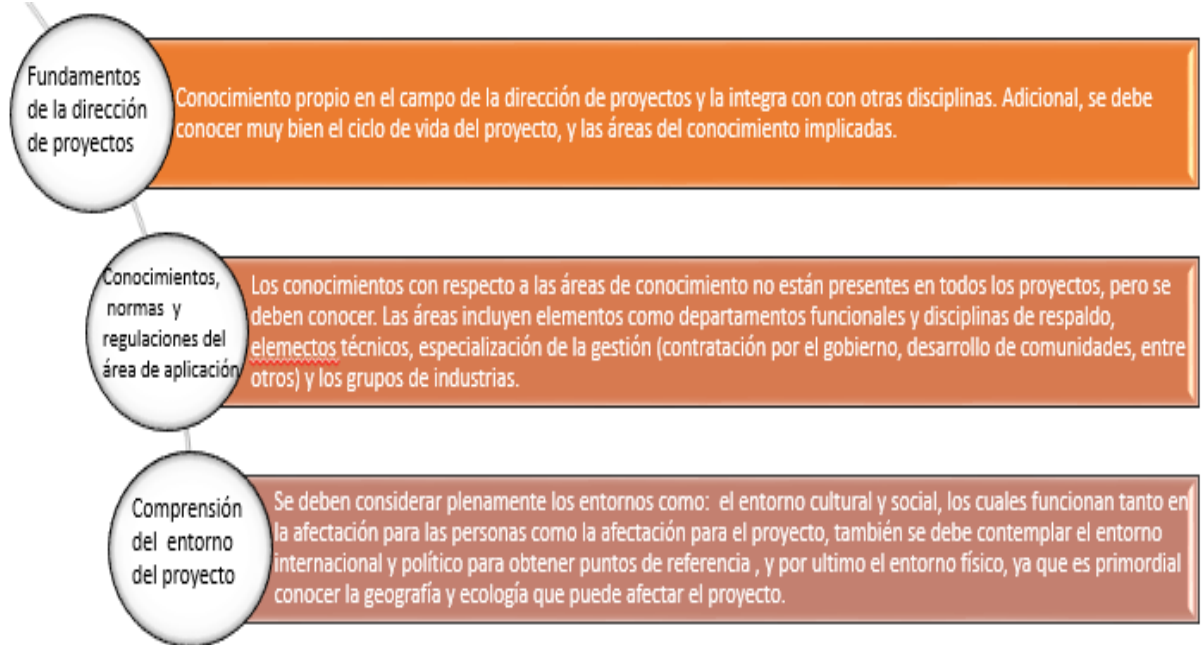 Fundamentos
de la dirección
de proyectos
Conocimiento propio en el campo de la dirección de proyectos y la integra con con otras disciplinas. Adicional, se debe
conocer muy bien el ciclo de vida del proyecto, y las áreas del conocimiento implicadas.
Conocimientos,
normas y
regulaciones del
área de aplicación
Los conocimientos con respecto a las áreas de conocimiento no están presentes en todos los proyectos, pero se
deben conocer. Las áreas incluyen elementos como departamentos funcionales y disciplinas de respaldo,
elemectos técnicos, especialización de la gestión (contratación por el gobierno, desarrollo de comunidades, entre
otros) y los grupos de industrias.
Comprensión
del entorno
del proyecto
Se deben considerar plenamente los entornos como: el entorno cultural y social, los cuales funcionan tanto en
la afectación para las personas como la afectación para el proyecto, también se debe contemplar el entorno
internacional y político para obtener puntos de referencia , y por ultimo el entorno físico, ya que es primordial
conocer la geografía y ecología que puede afectar el proyecto.